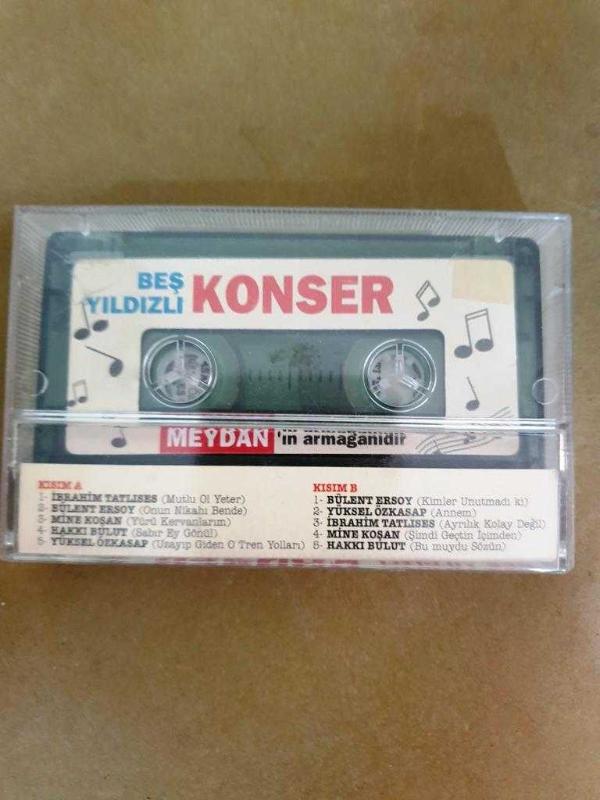 BEŞ
YILDIZLI KONSER
MEYDAN 'ın armağanıdır
KISIM A
1- İBRAHİM TATLISES (Mutlu Ol Yeter)
2- BÜLENT ERSOY (Onun Nikahı Bende)
3- MİNE KOŞAN (Yürü Kervanlarım)
4- HAKKI BULUT (Sabır Ey Gönül)
5- YÜKSEL ÖZKASAP (Uzayıp Giden O Tren Yolları)
KISIM B
1- BÜLENT ERSOY (Kimler Unutmadı ki)
2- YÜKSEL ÖZKASAP (Annem)
3- İBRAHİM TATLISES (Ayrılık Kolay Değil)
4- MİNE KOŞAN (Şimdi Geçtin İçimden)
5- HAKKI BULUT (Bu muydu Sözün)